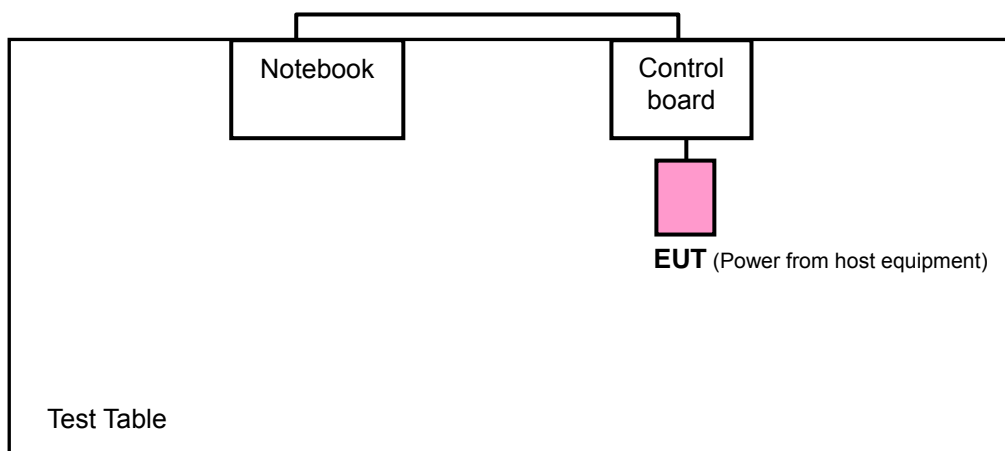 Notebook
Control
board
EUT (Power from host equipment)
Test Table